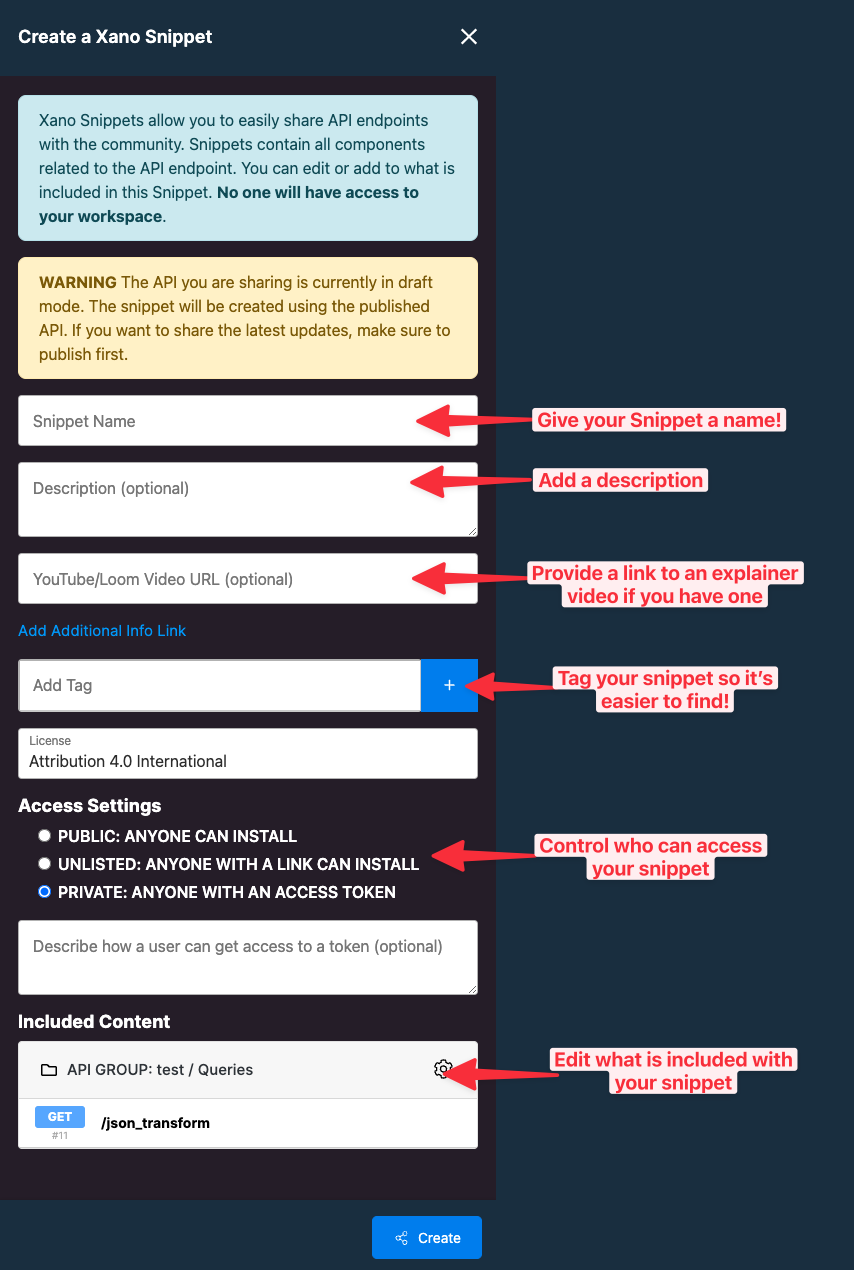 Create a Xano Snippet
Xano Snippets allow you to easily share API endpoints
with the community. Snippets contain all components
related to the API endpoint. You can edit or add to what is
included in this Snippet. No one will have access to
your workspace.
WARNING The API you are sharing is currently in draft
mode. The snippet will be created using the published
API. If you want to share the latest updates, make sure to
publish first.
Snippet Name
Give your Snippet a name!
Description (optional)
Add a description
YouTube/Loom Video URL (optional)
Provide a link to an explainer
video if you have one
Add Additional Info Link
Add Tag
+
Tag your snippet so it's
easier to find!
License
Attribution 4.0 International
Access Settings
PUBLIC: ANYONE CAN INSTALL
UNLISTED: ANYONE WITH A LINK CAN INSTALL
PRIVATE: ANYONE WITH AN ACCESS TOKEN
Control who can access
your snippet
Describe how a user can get access to a token (optional)
Included Content
API GROUP: test / Queries
Edit what is included with
your snippet
GET
#11
/json_transform
Create